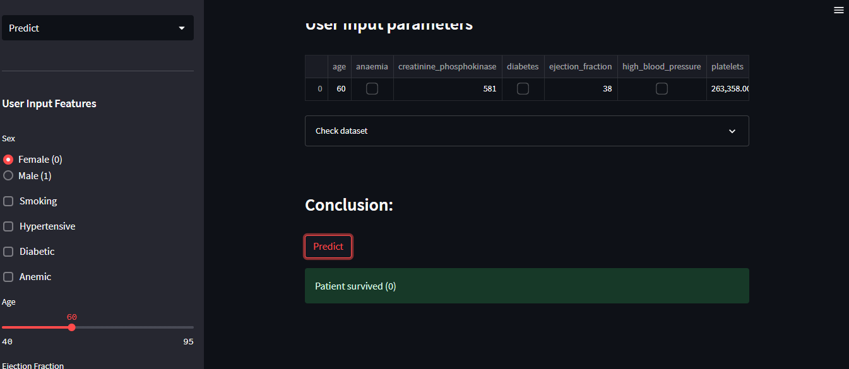 Predict
User Input Features
Sex
Female (0)
Male (1)
Smoking
Hypertensive
Diabetic
Anemic
Age
60
40 95
Ejection Fraction
User Input parameters
age anaemia creatinine_phosphokinase diabetes ejection_fraction high_blood_pressure platelets
0 60 581 38 263,358.00
Check dataset
Conclusion:
Predict
Patient survived (0)